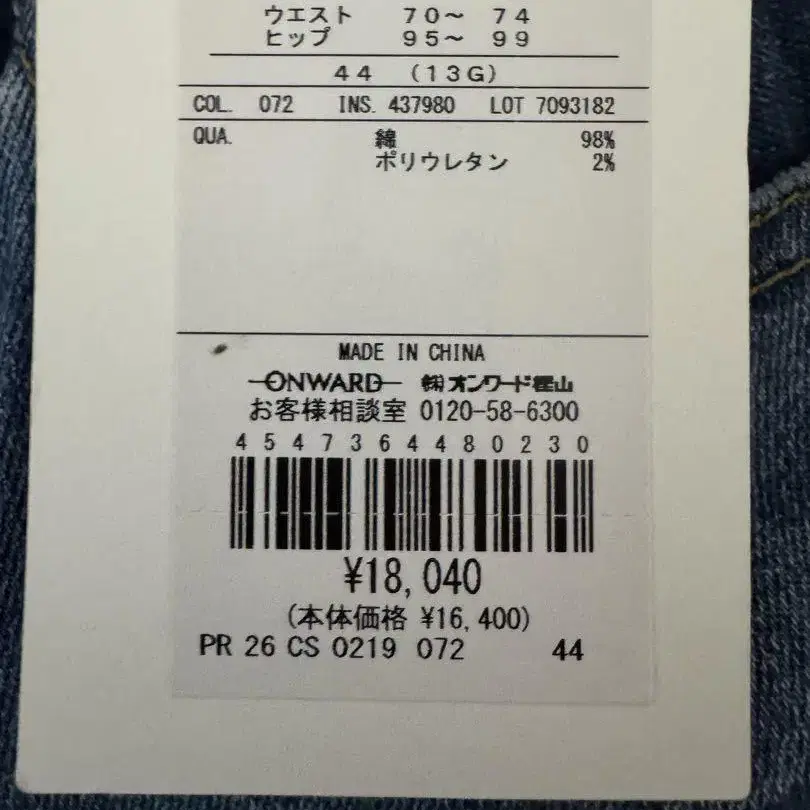 ウエスト 70～ 74
ヒップ 95～ 99
44 (13G)
COL. 072 INS. 437980 LOT 7093182
QUA. 綿 98%
ポリウレタン 2%
MADE IN CHINA
ONWARD ㈱オンワード樫山
お客様相談室 0120-58-6300
4547364480230
¥18,040
(本体価格 ¥16,400)
PR 26 CS 0219 072 44